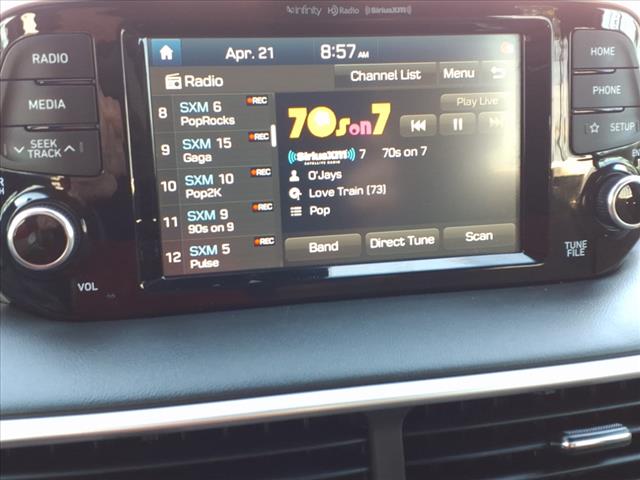 infinity HD Radio ((SiriusXM))
RADIO
MEDIA
SEEK
TRACK
VOL
Apr. 21 8:57 AM
Radio Channel List Menu
8 SXM 6 REC
PopRocks
9 SXM 15 REC
Gaga
10 SXM 10 REC
Pop2K
11 SXM 9 REC
90s on 9
12 SXM 5 REC
Pulse
70s on 7
Play Live
((SiriusXM)) 7 70s on 7
SATELLITE RADIO
O'Jays
Love Train (73)
Pop
Band Direct Tune Scan
HOME
PHONE
SETUP
TUNE
FILE